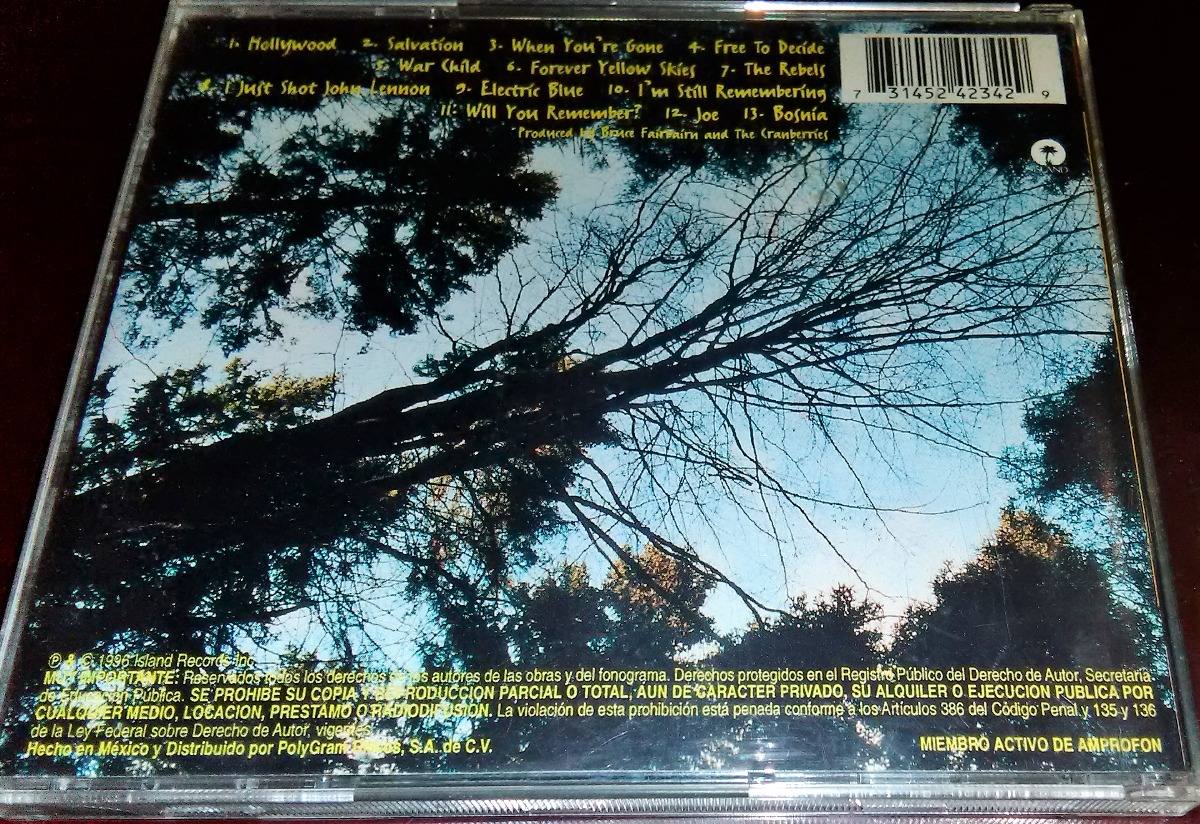 1- Hollywood 2- Salvation 3- When You're Gone 4- Free To Decide
5- War Child 6- Forever Yellow Skies 7- The Rebels
8- I Just Shot John Lennon 9- Electric Blue 10- I'm Still Remembering
11- Will You Remember? 12- Joe 13- Bosnia
Produced by Bruce Fairbairn and The Cranberries
7 31452 42342 9
℗ & © 1996 Island Records Inc.
MUY IMPORTANTE: Reservados todos los derechos de los autores de las obras y del fonograma. Derechos protegidos en el Registro Público del Derecho de Autor, Secretaria
de Educación Pública. SE PROHIBE SU COPIA Y REPRODUCCION PARCIAL O TOTAL, AUN DE CARACTER PRIVADO, SU ALQUILER O EJECUCION PUBLICA POR
CUALQUIER MEDIO, LOCACION, PRESTAMO O RADIODIFUSION. La violación de esta prohibición está penada conforme a los Artículos 386 del Código Penal y 135 y 136
de la Ley Federal sobre Derecho de Autor, vigentes.
Hecho en México y Distribuido por PolyGram Discos, S.A. de C.V.
MIEMBRO ACTIVO DE AMPROFON